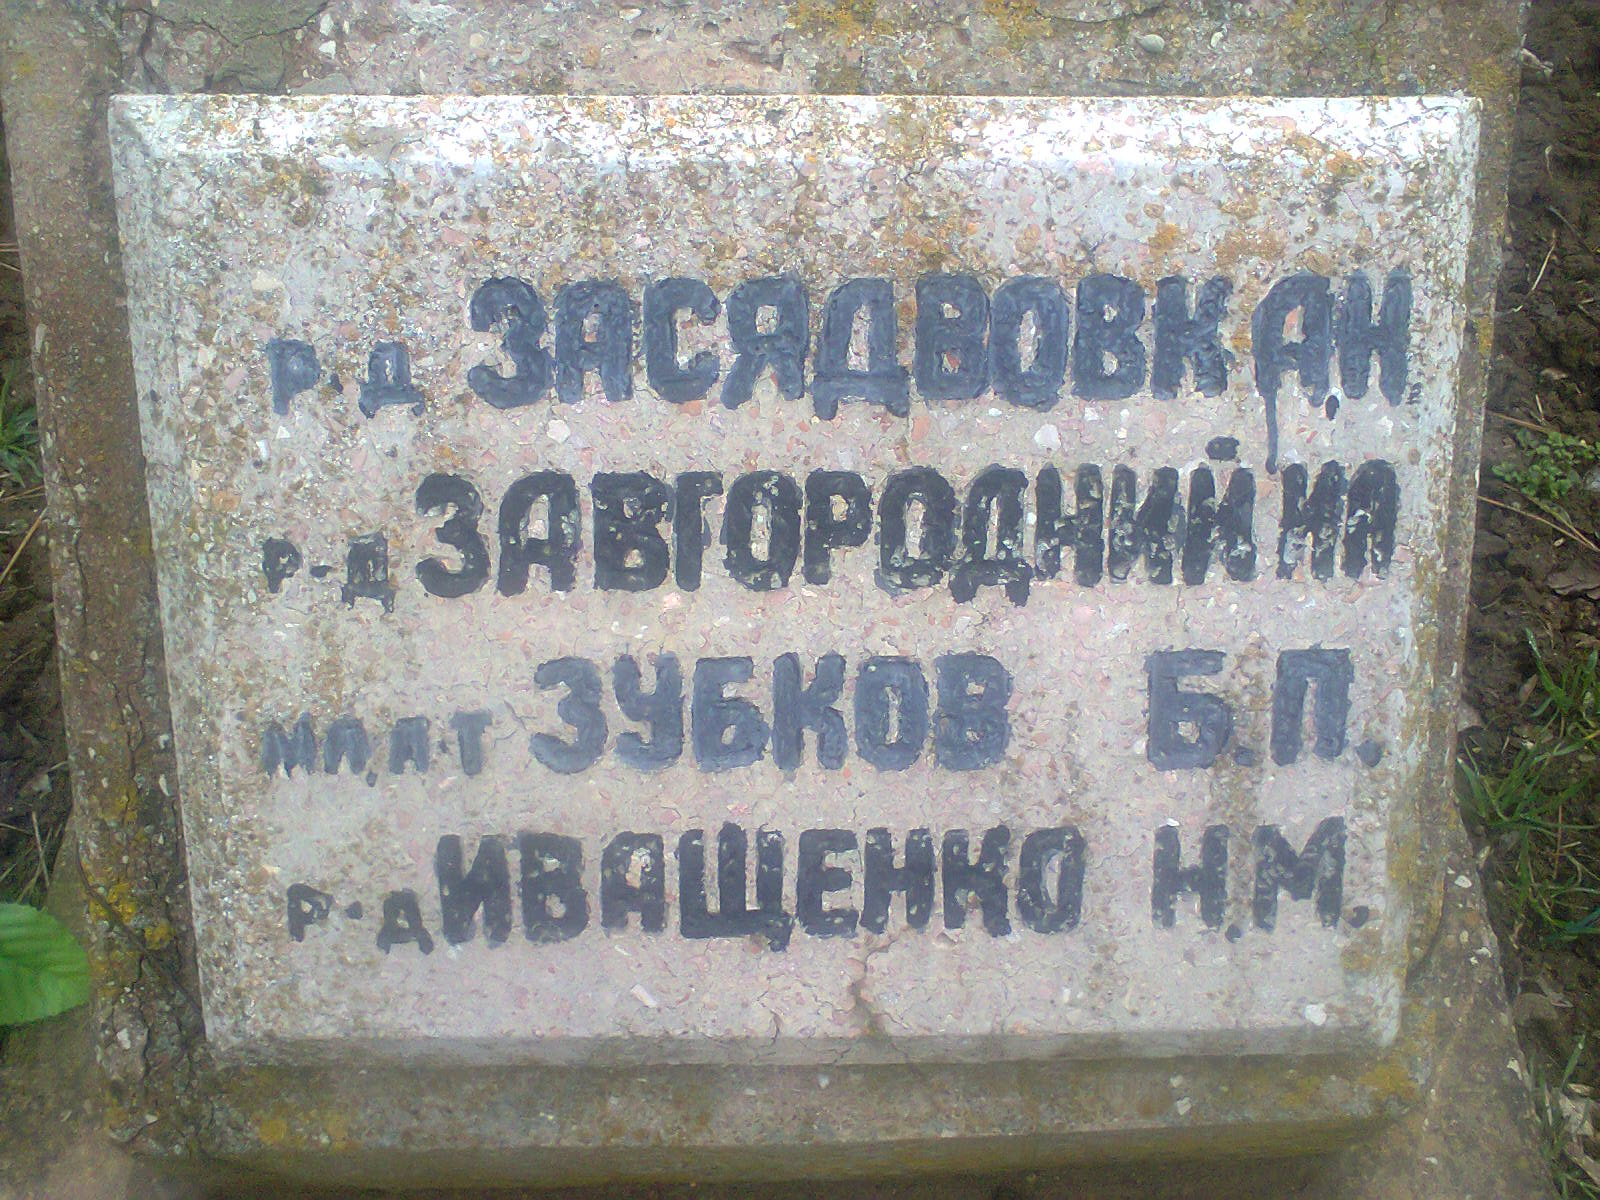 р-д ЗАСЯДВОВК А.Н.
р-д ЗАВГОРОДНИЙ И.П
мл.л-т ЗУБКОВ Б.П.
р-д ИВАЩЕНКО Н.М.